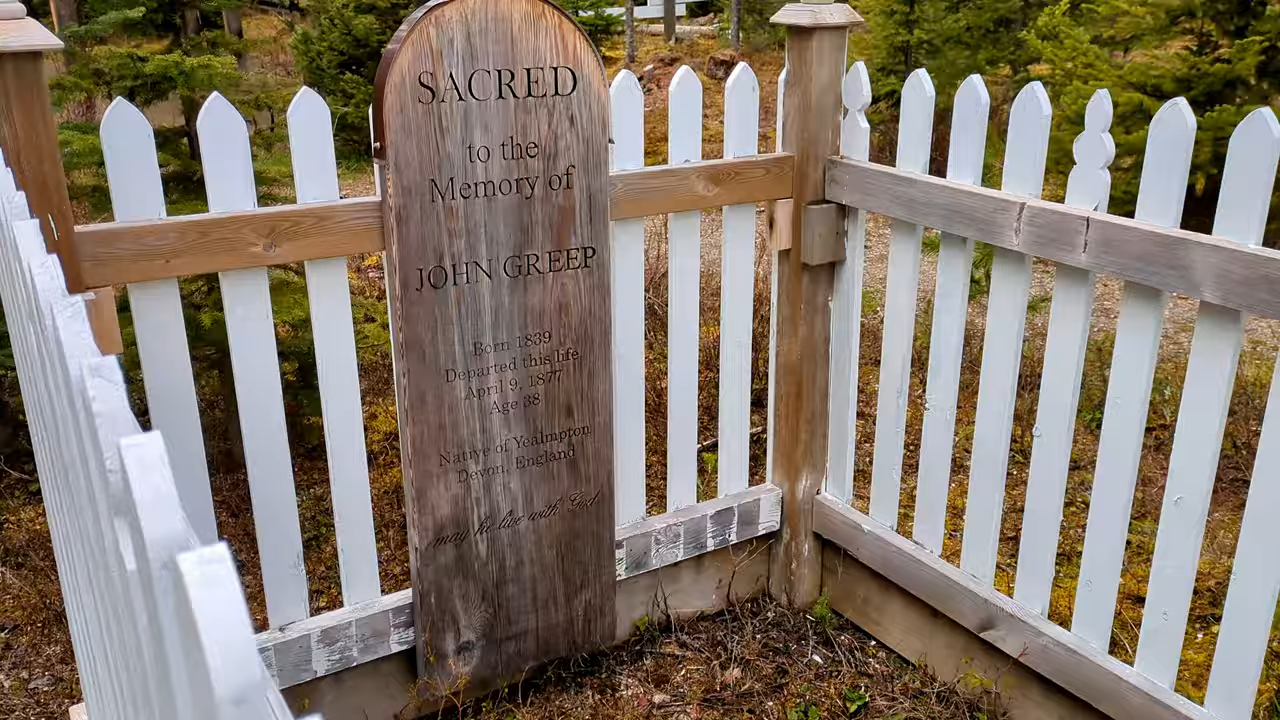 SACRED
to the
Memory of
JOHN GREEP
Born 1839
Departed this life
April 9, 1877
Age 38
Native of Yealmpton
Devon, England
may he live with God